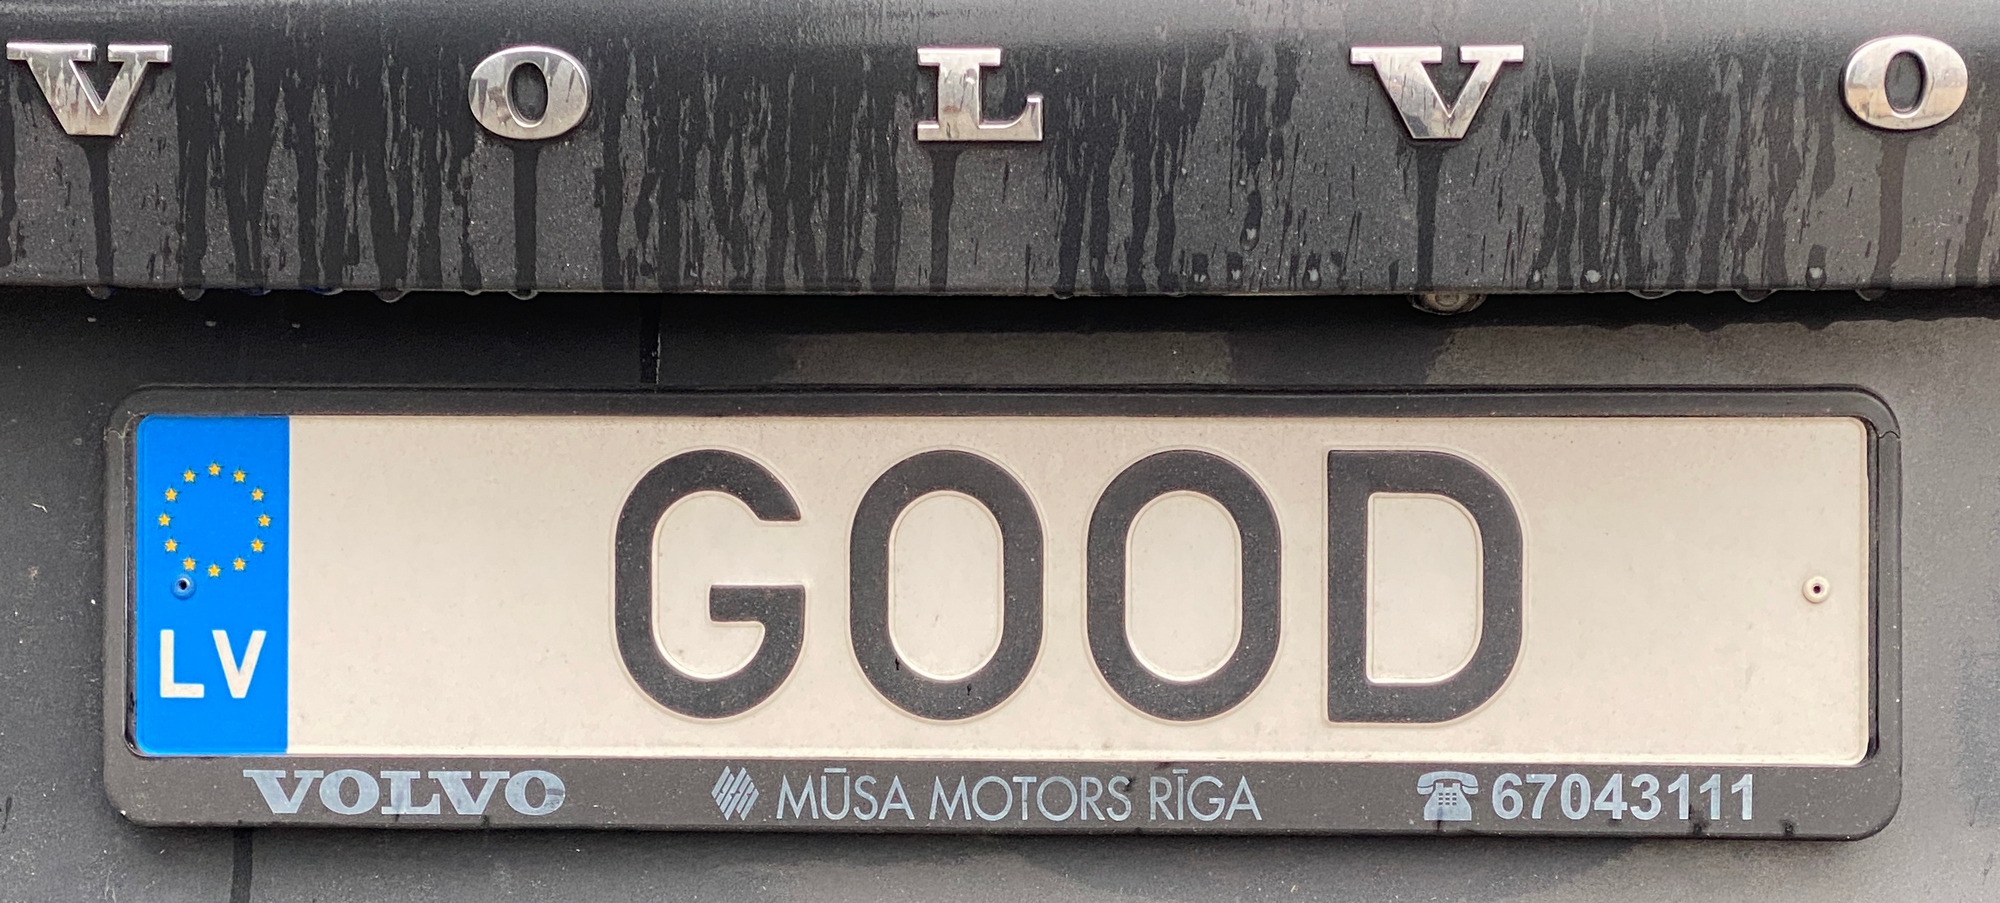 VOLVO
GOOD
LV
VOLVO MŪSA MOTORS RĪGA 67043111